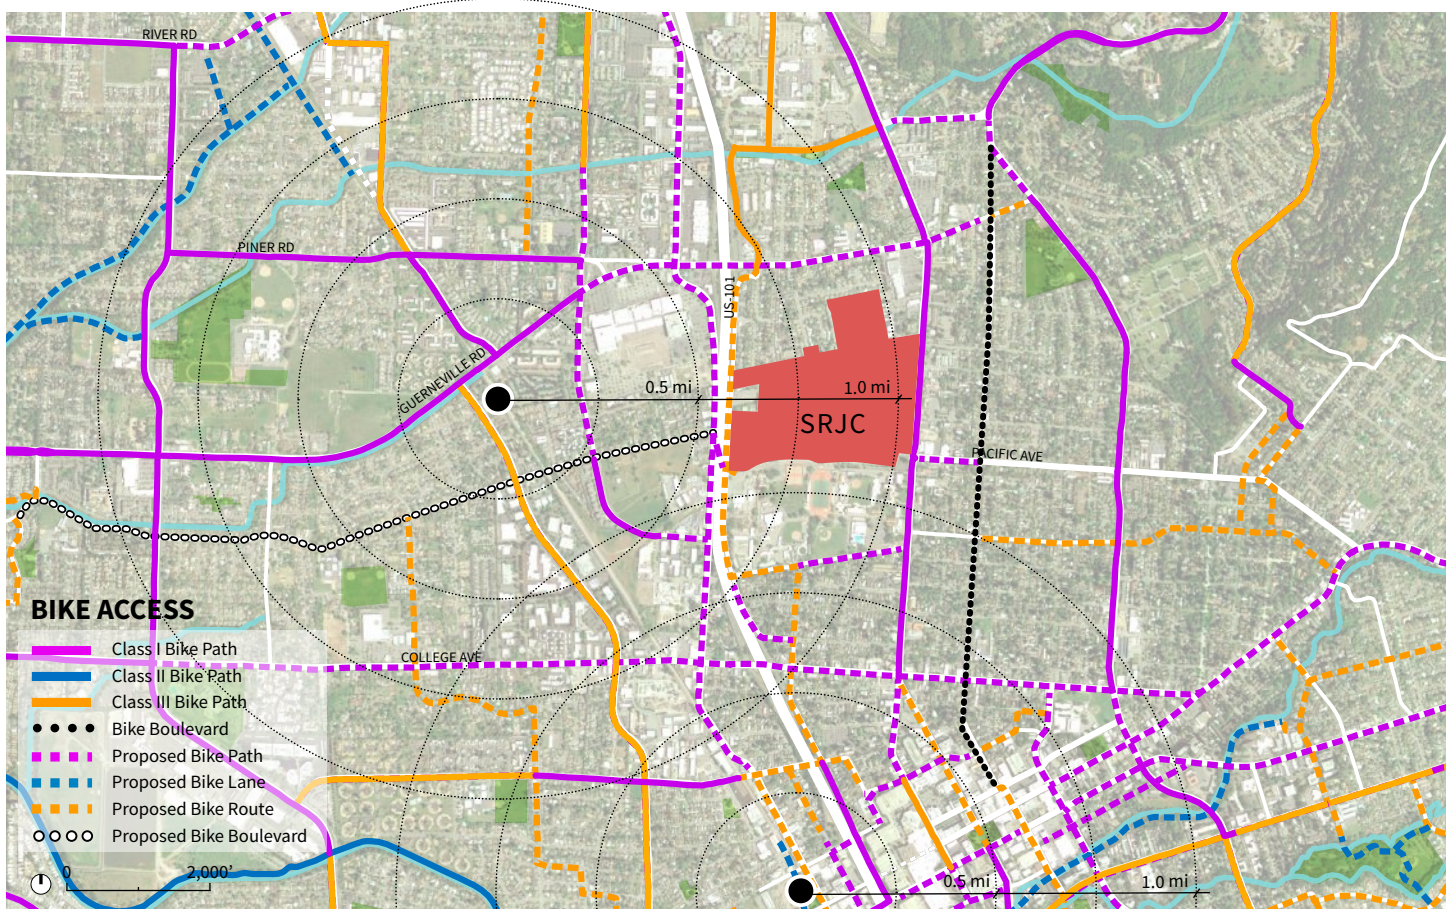 RIVER RD
PINER RD
US-101
GUERNEVILLE RD
0.5 mi
1.0 mi
SRJC
PACIFIC AVE
BIKE ACCESS
Class I Bike Path
COLLEGE AVE
Class II Bike Path
Class III Bike Path
Bike Boulevard
Proposed Bike Path
Proposed Bike Lane
Proposed Bike Route
Proposed Bike Boulevard
0
2,000'
0.5 mi
1.0 mi